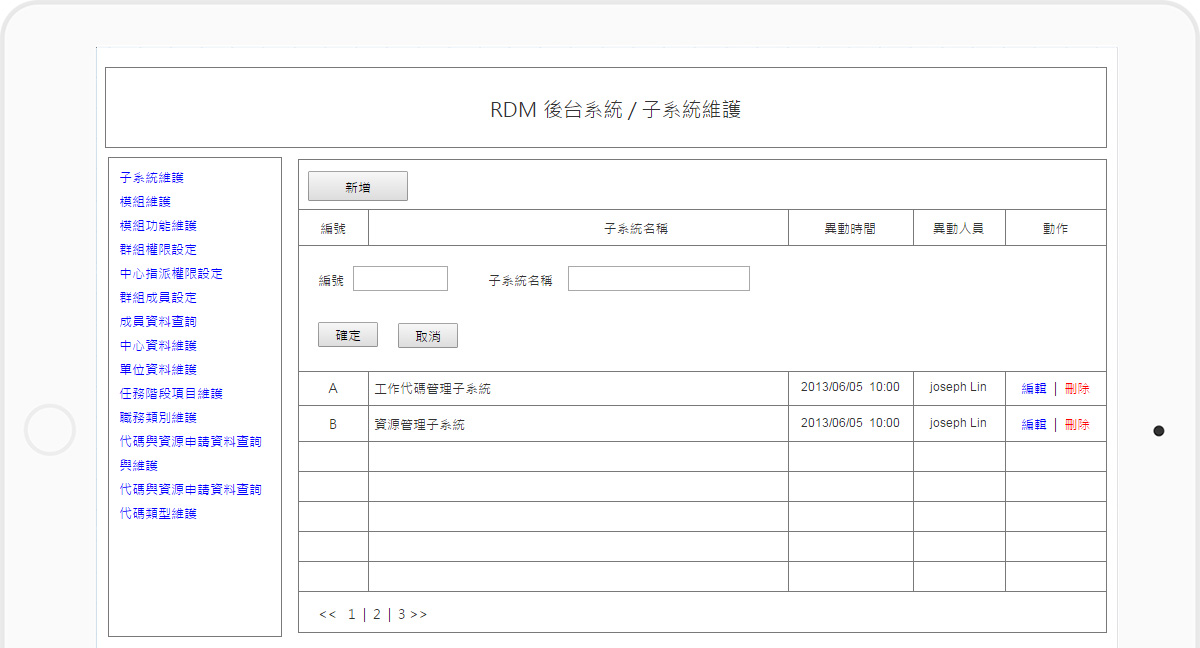 RDM 後台系統 / 子系統維護
子系統維護
模組維護
模組功能維護
群組權限設定
中心指派權限設定
群組成員設定
成員資料查詢
中心資料維護
單位資料維護
任務階段項目維護
職務類別維護
代碼與資源申請資料查詢
與維護
代碼與資源申請資料查詢
代碼類型維護
新增
編號 子系統名稱 異動時間 異動人員 動作
編號 子系統名稱
確定 取消
A 工作代碼管理子系統 2013/06/05 10:00 joseph Lin 編輯 | 刪除
B 資源管理子系統 2013/06/05 10:00 joseph Lin 編輯 | 刪除
<< 1 | 2 | 3 >>